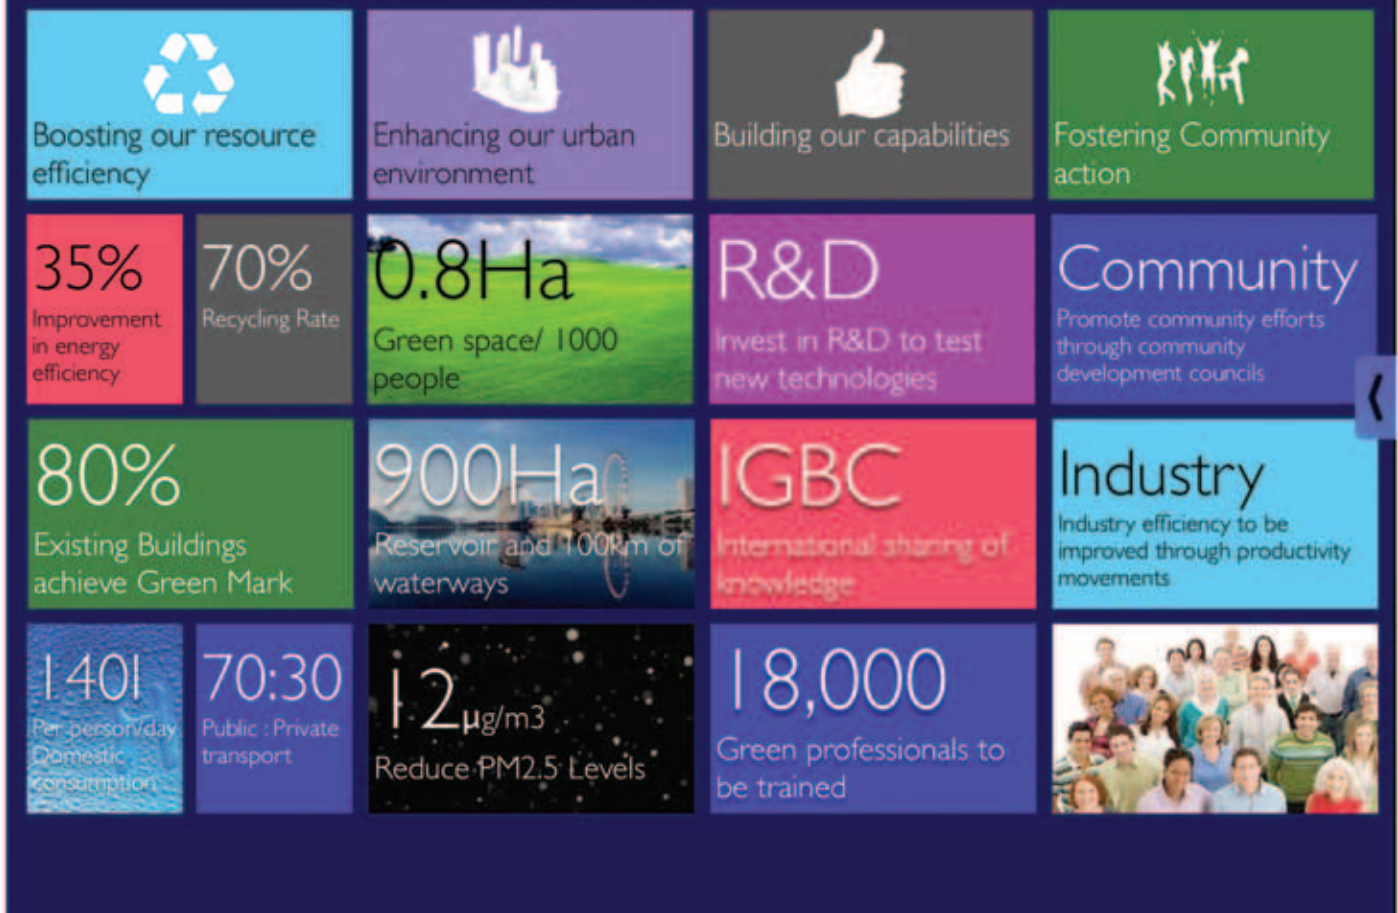 Boosting our resource
efficiency
Enhancing our urban
environment
Building our capabilities
Fostering Community
action
35%
Improvement
in energy
efficiency
70%
Recycling Rate
0.8Ha
Green space/ 1000
people
R&D
Invest in R&D to test
new technologies
Community
Promote community efforts
through community
development councils
80%
Existing Buildings
achieve Green Mark
900Ha
Reservoir and 100km of
waterways
IGBC
International sharing of
knowledge
Industry
Industry efficiency to be
improved through productivity
movements
140l
Per person/day
Domestic
consumption
70:30
Public : Private
transport
12µg/m3
Reduce PM2.5 Levels
18,000
Green professionals to
be trained